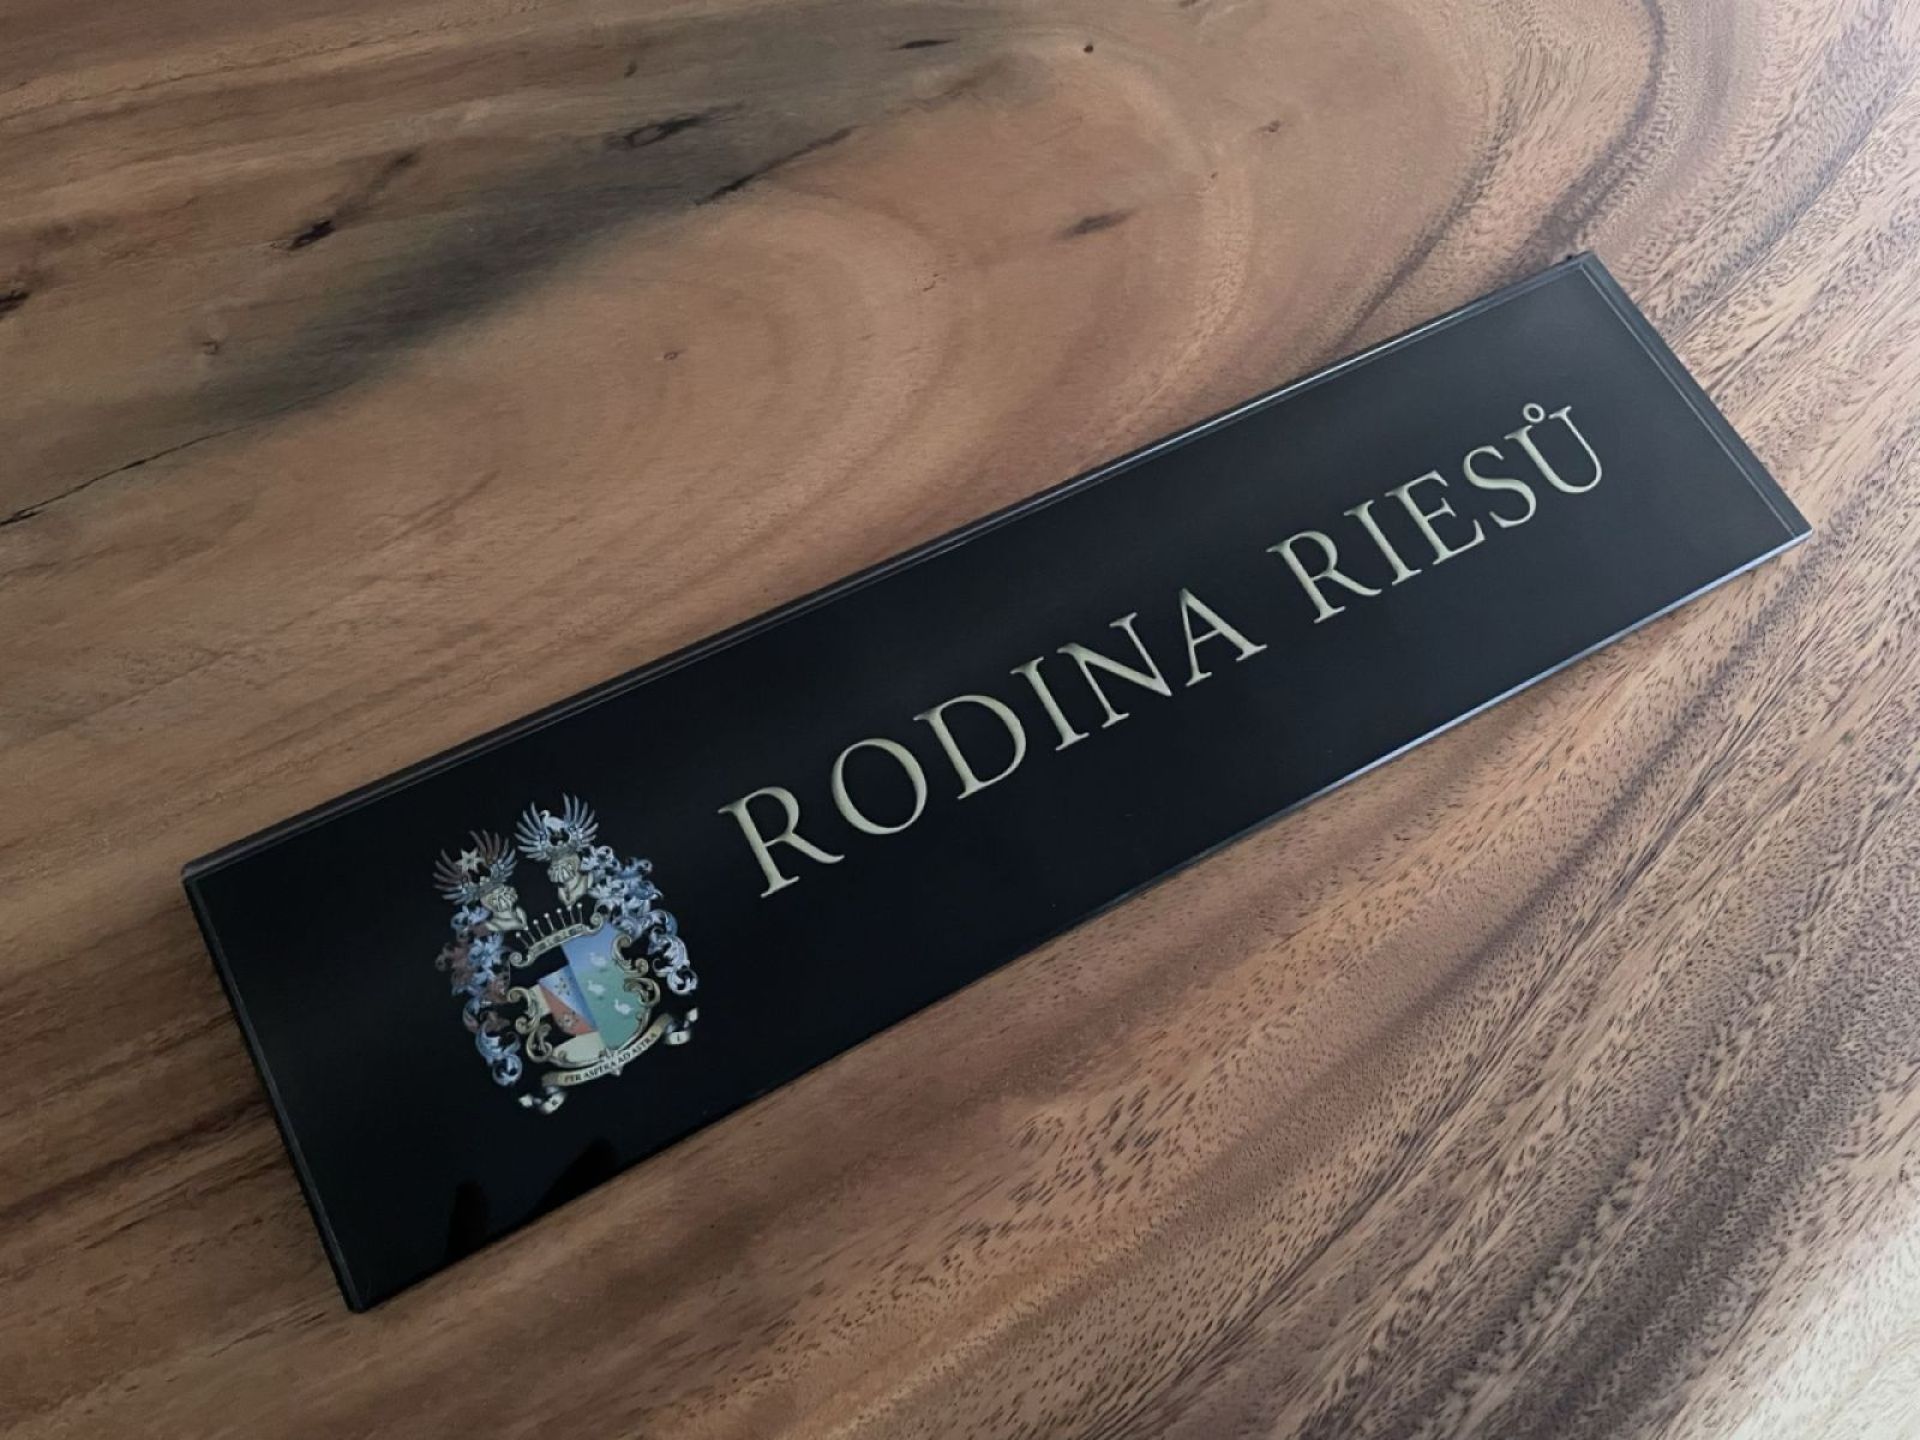 RODINA RIESŮ
PER ASPERA AD ASTRA